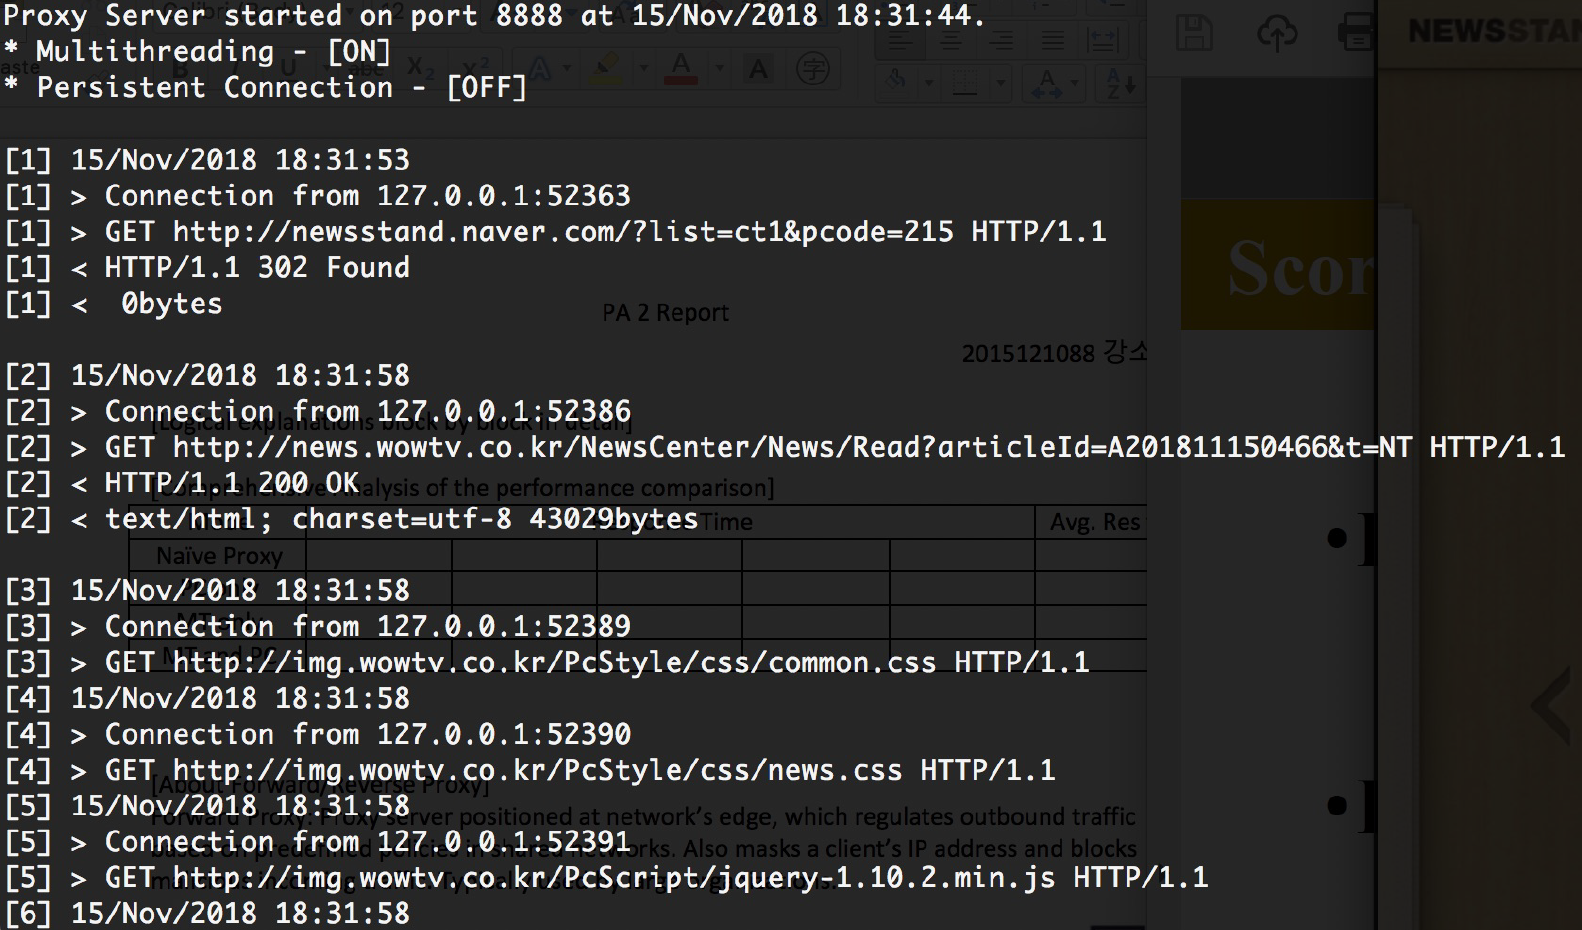 Proxy Server started on port 8888 at 15/Nov/2018 18:31:44.
* Multithreading - [ON]
* Persistent Connection - [OFF]
[1] 15/Nov/2018 18:31:53
[1] > Connection from 127.0.0.1:52363
[1] > GET http://newsstand.naver.com/?list=ct1&pcode=215 HTTP/1.1
[1] < HTTP/1.1 302 Found
[1] <  0bytes
[2] 15/Nov/2018 18:31:58
[2] > Connection from 127.0.0.1:52386
[2] > GET http://news.wowtv.co.kr/NewsCenter/News/Read?articleId=A201811150466&t=NT HTTP/1.1
[2] < HTTP/1.1 200 OK
[2] < text/html; charset=utf-8 43029bytes
[3] 15/Nov/2018 18:31:58
[3] > Connection from 127.0.0.1:52389
[3] > GET http://img.wowtv.co.kr/PcStyle/css/common.css HTTP/1.1
[4] 15/Nov/2018 18:31:58
[4] > Connection from 127.0.0.1:52390
[4] > GET http://img.wowtv.co.kr/PcStyle/css/news.css HTTP/1.1
[5] 15/Nov/2018 18:31:58
[5] > Connection from 127.0.0.1:52391
[5] > GET http://img.wowtv.co.kr/PcScript/jquery-1.10.2.min.js HTTP/1.1
[6] 15/Nov/2018 18:31:58
PA 2 Report
2015121088 강소
[Logical explanations block by block in detail]
[Comprehensive Analysis of the performance comparison]
Time
Avg. Res
Naïve Proxy
MT only
MT and PC
[About Forward/Reverse Proxy]
Forward Proxy: Proxy server positioned at network's edge, which regulates outbound traffic
based on predefined policies in shared networks. Also masks a client's IP address and blocks
NEWSSTAN
Scor